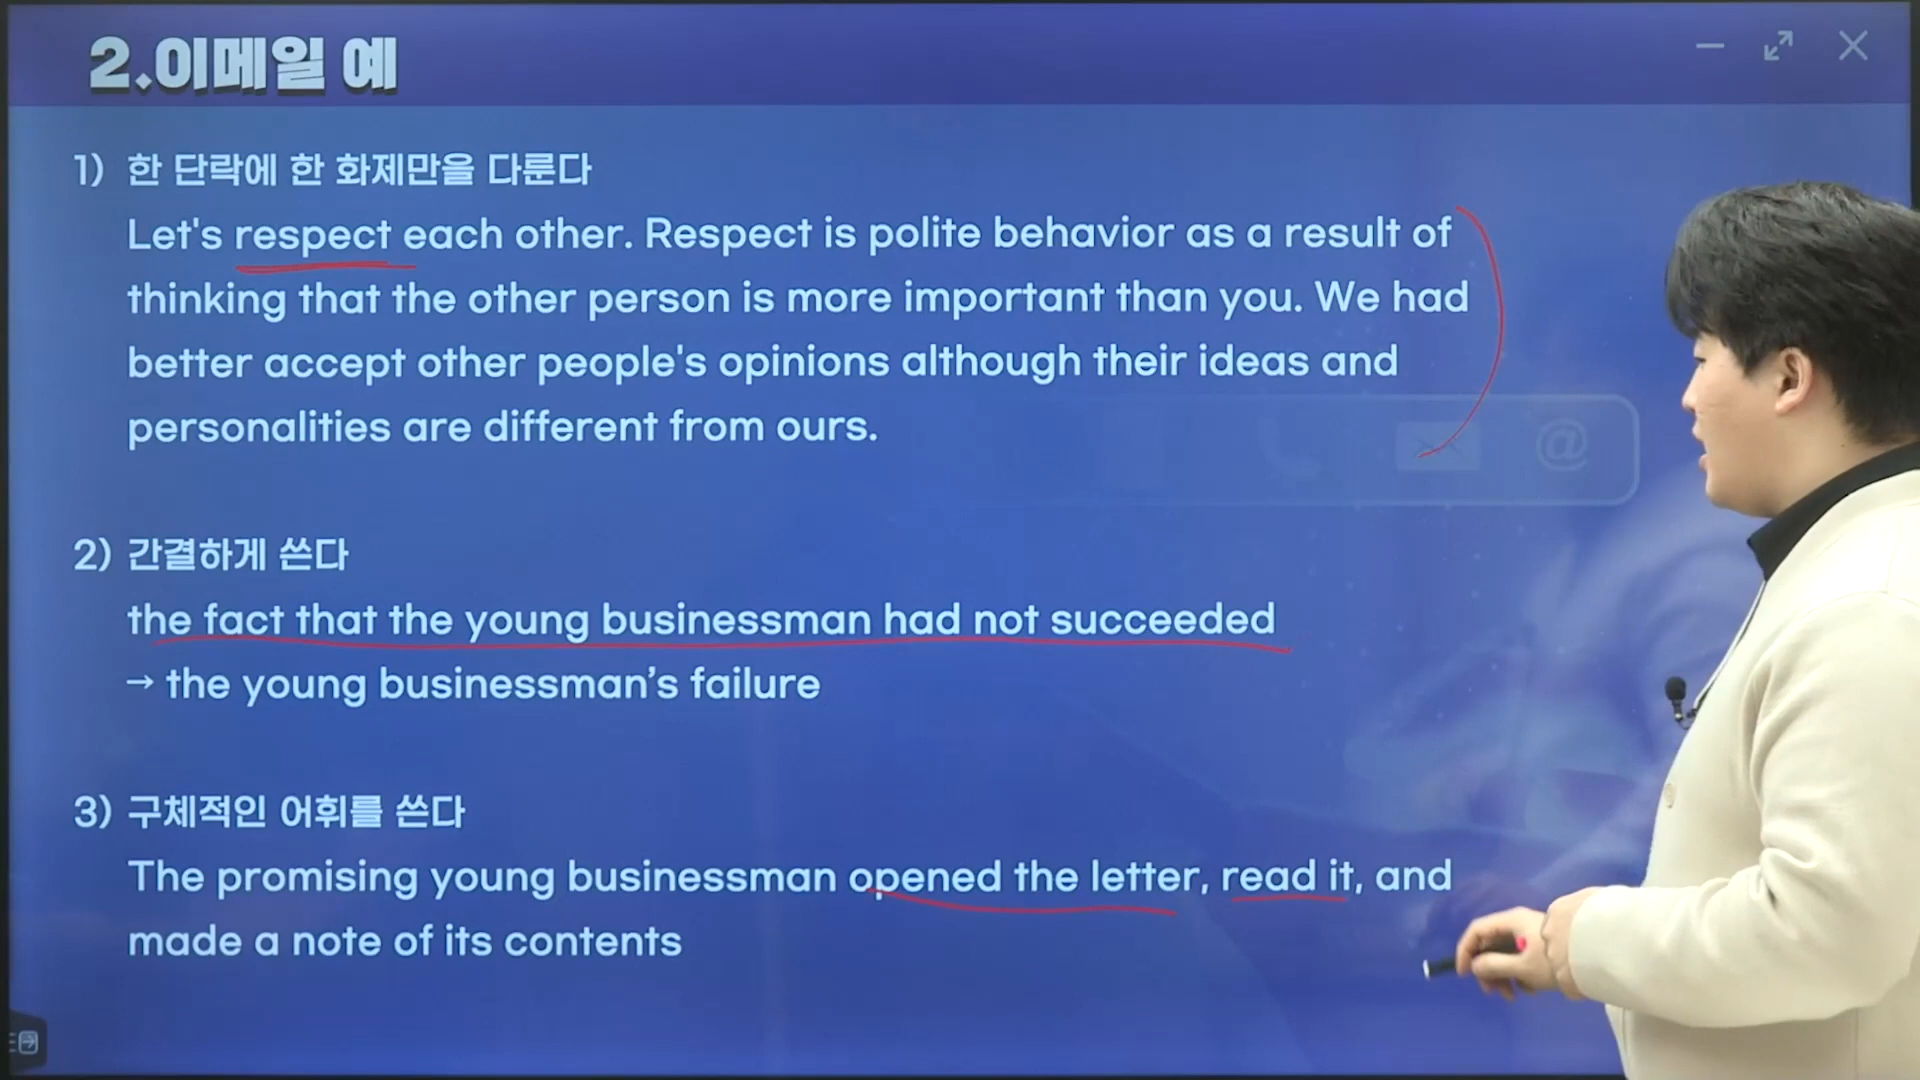 2.이메일 예
1) 한 단락에 한 화제만을 다룬다
Let's respect each other. Respect is polite behavior as a result of
thinking that the other person is more important than you. We had
better accept other people's opinions although their ideas and
personalities are different from ours.
@
2) 간결하게 쓴다
the fact that the young businessman had not succeeded
→ the young businessman’s failure
3) 구체적인 어휘를 쓴다
The promising young businessman opened the letter, read it, and
made a note of its contents